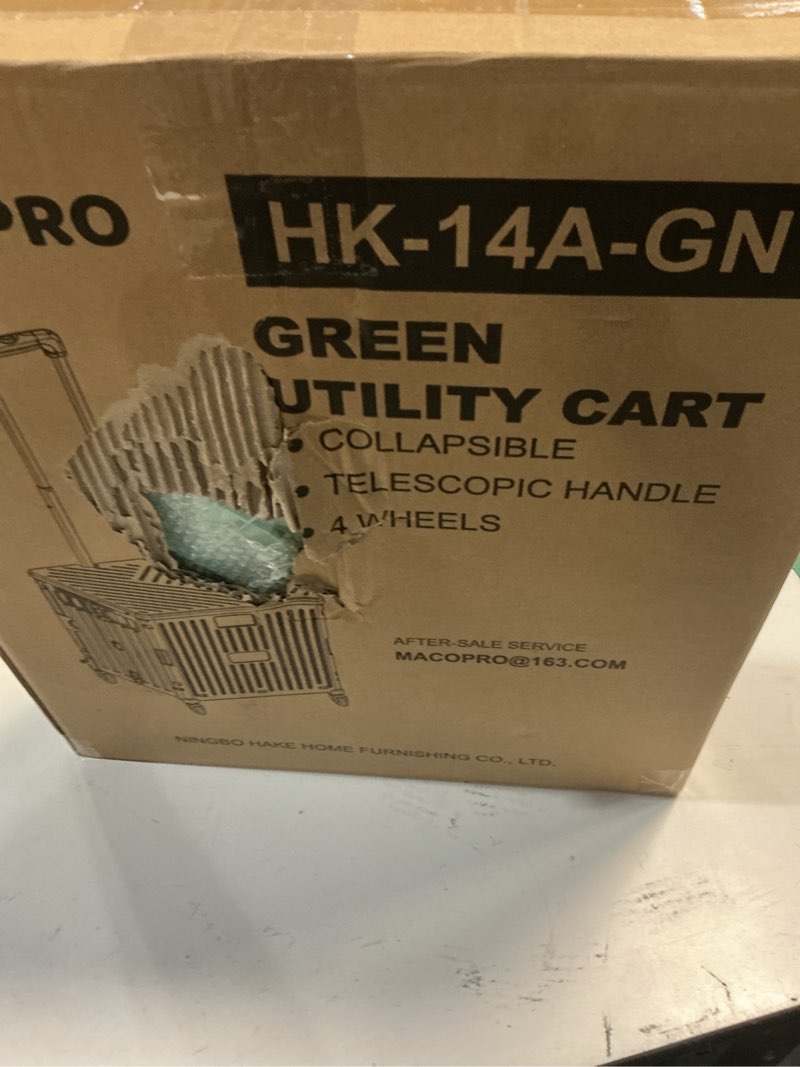 PRO
HK-14A-GN
GREEN
UTILITY CART
• COLLAPSIBLE
• TELESCOPIC HANDLE
• 4 WHEELS
AFTER-SALE SERVICE
MACOPRO@163.COM
NINGBO HAKE HOME FURNISHING CO., LTD.